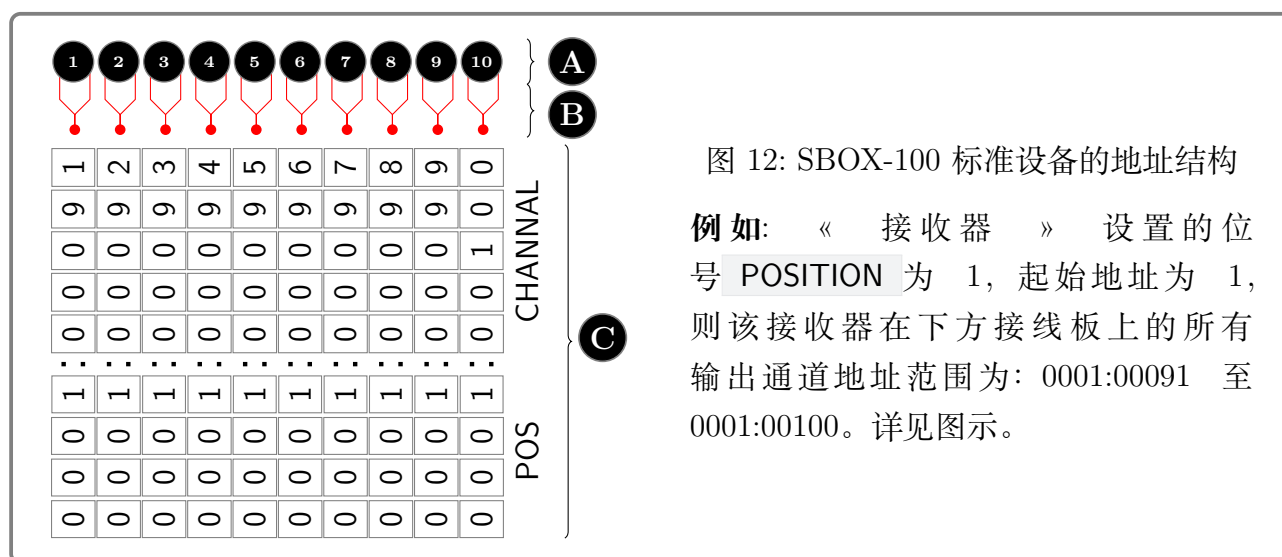 1 2 3 4 5 6 7 8 9 10
A
B
1 2 3 4 5 6 7 8 9 0
9 9 9 9 9 9 9 9 9 0
0 0 0 0 0 0 0 0 0 1
0 0 0 0 0 0 0 0 0 0
0 0 0 0 0 0 0 0 0 0
: : : : : : : : : :
1 1 1 1 1 1 1 1 1 1
0 0 0 0 0 0 0 0 0 0
0 0 0 0 0 0 0 0 0 0
0 0 0 0 0 0 0 0 0 0
CHANNAL
POS
C
图 12: SBOX-100 标准设备的地址结构
例如: « 接收器 » 设置的位
号 POSITION 为 1, 起始地址为 1,
则该接收器在下方接线板上的所有
输出通道地址范围为: 0001:00091 至
0001:00100。详见图示。